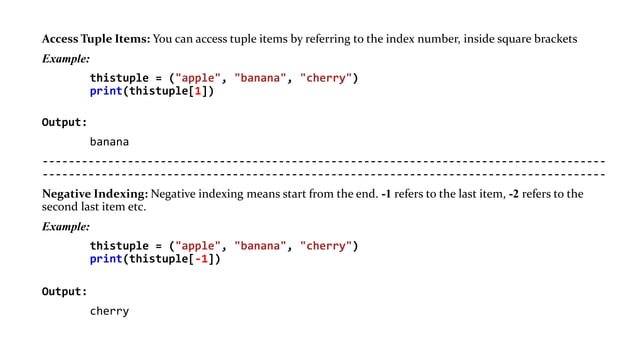 Access Tuple Items: You can access tuple items by referring to the index number, inside square brackets
Example:
thistuple = ("apple", "banana", "cherry")
print(thistuple[1])
Output:
banana
--------------------------------------------------------------------------------------
--------------------------------------------------------------------------------------
Negative Indexing: Negative indexing means start from the end. -1 refers to the last item, -2 refers to the
second last item etc.
Example:
thistuple = ("apple", "banana", "cherry")
print(thistuple[-1])
Output:
cherry